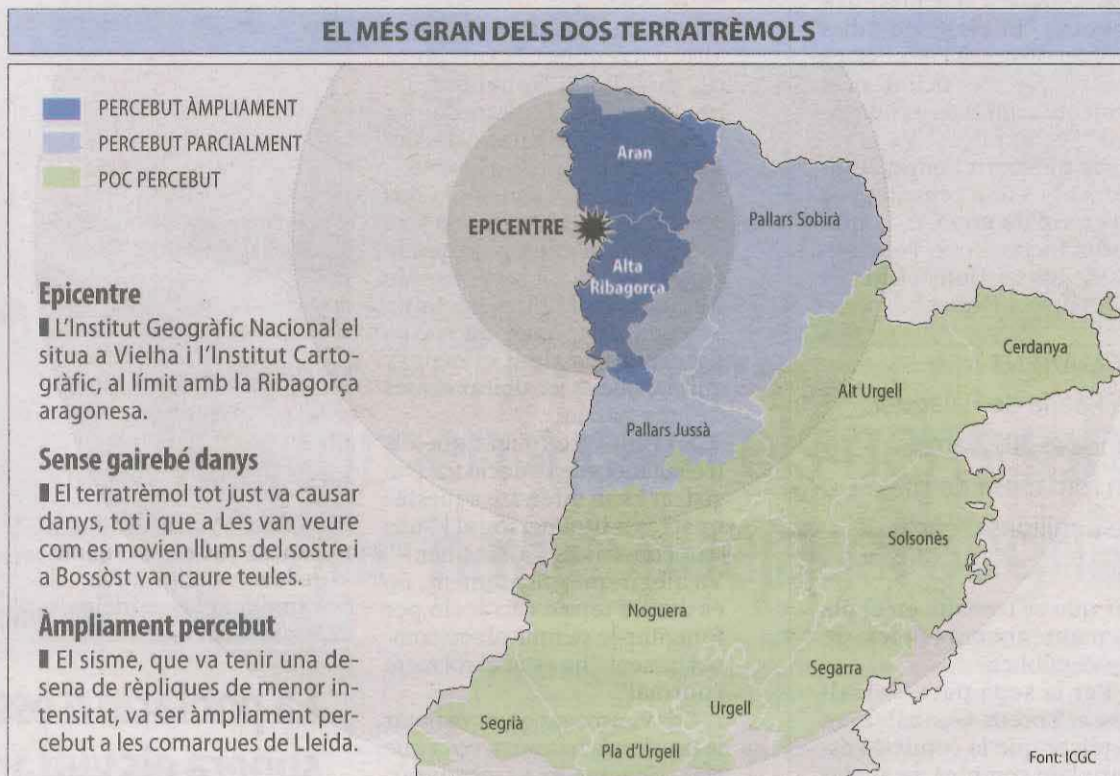 EL MÉS GRAN DELS DOS TERRATRÈMOLS
PERCEBUT ÀMPLIAMENT
PERCEBUT PARCIALMENT
POC PERCEBUT
Epicentre
L'Institut Geogràfic Nacional el
situa a Vielha i l'Institut Carto-
gràfic, al límit amb la Ribagorça
aragonesa.
Sense gairebé danys
El terratrèmol tot just va causar
danys, tot i que a Les van veure
com es movien llums del sostre i
a Bossòst van caure teules.
Àmpliament percebut
El sisme, que va tenir una de-
sena de rèpliques de menor in-
tensitat, va ser àmpliament per-
cebut a les comarques de Lleida.
Aran
EPICENTRE
Pallars Sobirà
Alta
Ribagorça
Cerdanya
Alt Urgell
Pallars Jussà
Solsonès
Noguera
Segarra
Urgell
Segrià
Pla d'Urgell
Font: ICGC